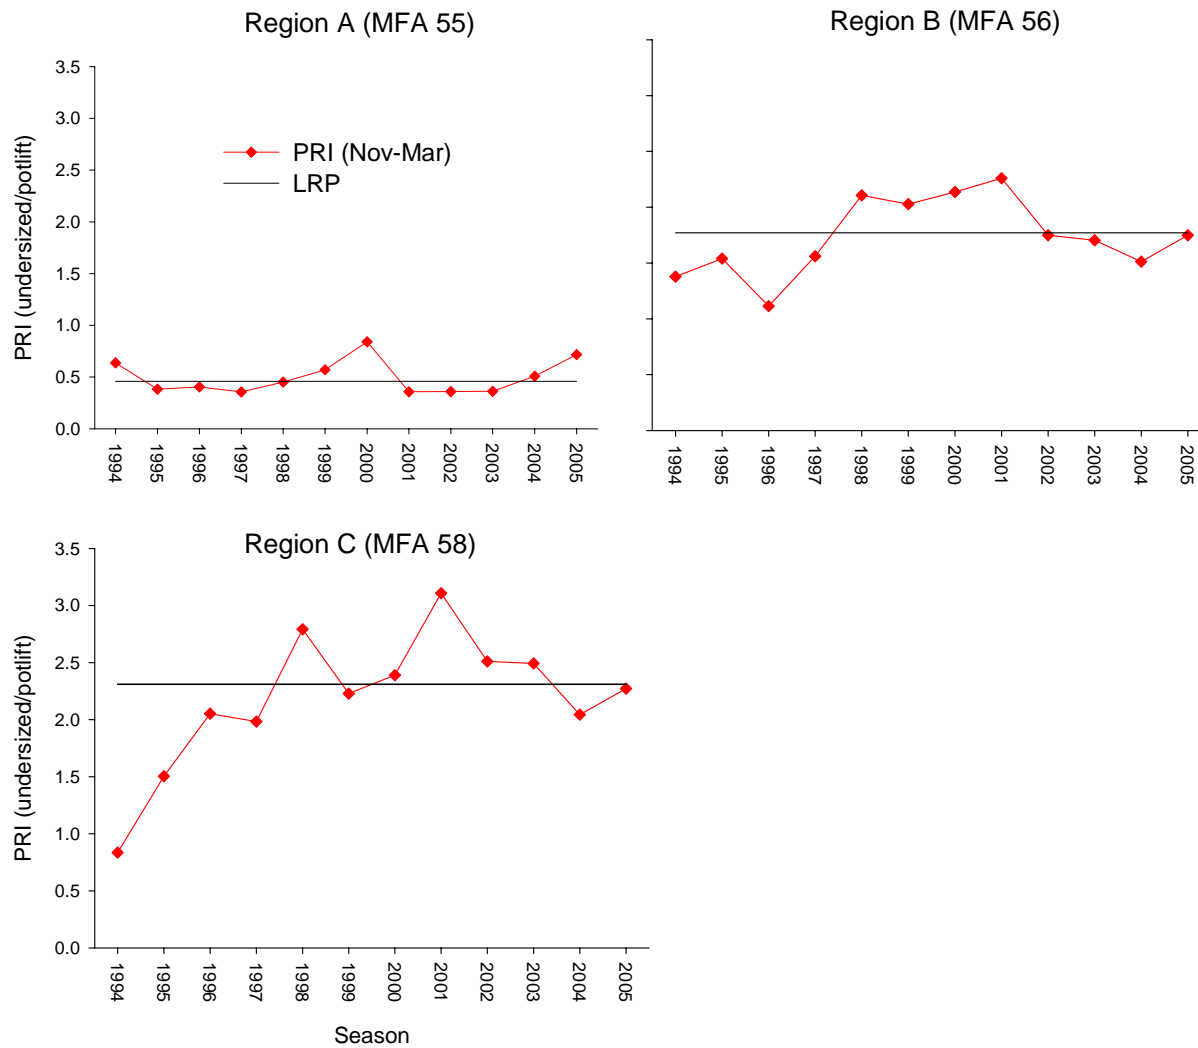 Region A (MFA 55)
PRI (undersized/potlift)
3.5
3.0
2.5
2.0
1.5
1.0
0.5
0.0
PRI (Nov-Mar)
LRP
1994 1995 1996 1997 1998 1999 2000 2001 2002 2003 2004 2005
Region B (MFA 56)
1994 1995 1996 1997 1998 1999 2000 2001 2002 2003 2004 2005
Region C (MFA 58)
PRI (undersized/potlift)
3.5
3.0
2.5
2.0
1.5
1.0
0.5
0.0
1994 1995 1996 1997 1998 1999 2000 2001 2002 2003 2004 2005
Season